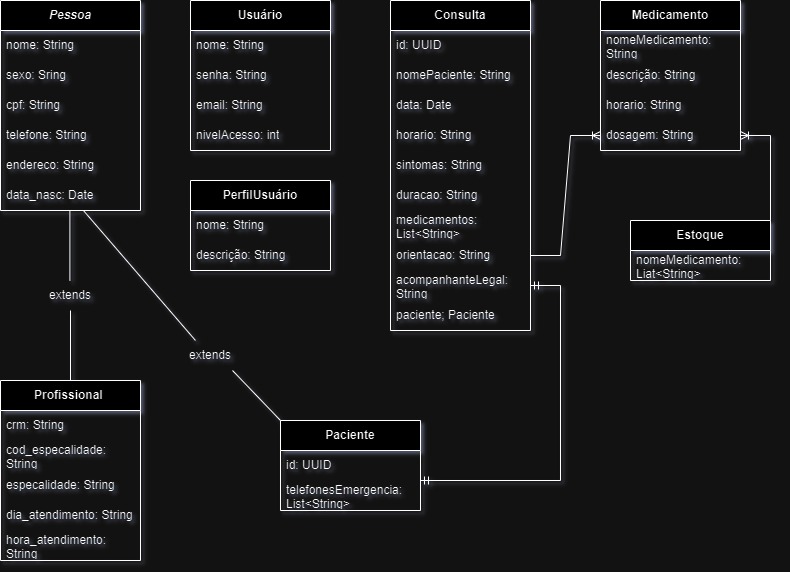 Pessoa
nome: String
sexo: Sring
cpf: String
telefone: String
endereco: String
data_nasc: Date
Usuário
nome: String
senha: String
email: String
nivelAcesso: int
PerfilUsuário
nome: String
descrição: String
Consulta
id: UUID
nomePaciente: String
data: Date
horario: String
sintomas: String
duracao: String
medicamentos:
List<String>
orientacao: String
acompanhanteLegal:
String
paciente; Paciente
Medicamento
nomeMedicamento:
String
descrição: String
horario: String
dosagem: String
Estoque
nomeMedicamento:
Liat<String>
extends
extends
Profissional
crm: String
cod_especalidade:
String
especalidade: String
dia_atendimento: String
hora_atendimento:
String
Paciente
id: UUID
telefonesEmergencia:
List<String>